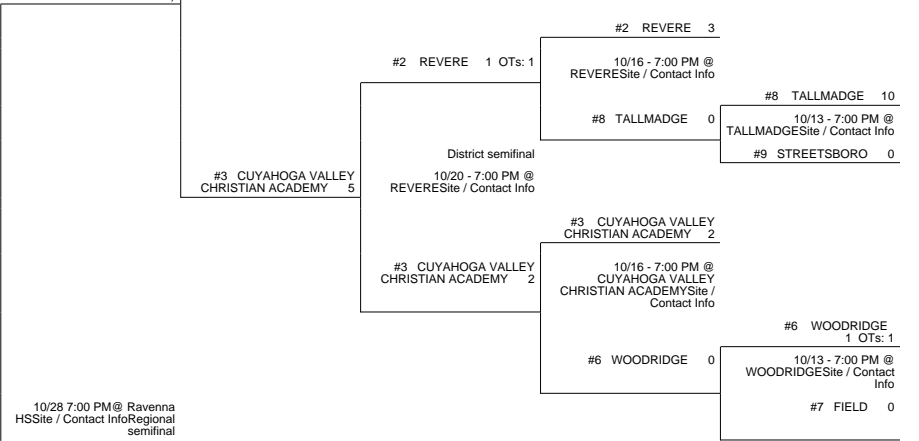 #2 REVERE 3
#2 REVERE 1 OTs: 1
10/16 - 7:00 PM @
REVERESite / Contact Info
#8 TALLMADGE 10
#8 TALLMADGE 0
10/13 - 7:00 PM @
TALLMADGESite / Contact Info
District semifinal
#9 STREETSBORO 0
#3 CUYAHOGA VALLEY
CHRISTIAN ACADEMY 5
10/20 - 7:00 PM @
REVERESite / Contact Info
#3 CUYAHOGA VALLEY
CHRISTIAN ACADEMY 2
#3 CUYAHOGA VALLEY
CHRISTIAN ACADEMY 2
10/16 - 7:00 PM @
CUYAHOGA VALLEY
CHRISTIAN ACADEMYSite /
Contact Info
#6 WOODRIDGE
1 OTs: 1
#6 WOODRIDGE 0
10/13 - 7:00 PM @
WOODRIDGESite / Contact
Info
#7 FIELD 0
10/28 7:00 PM@ Ravenna
HSSite / Contact InfoRegional
semifinal